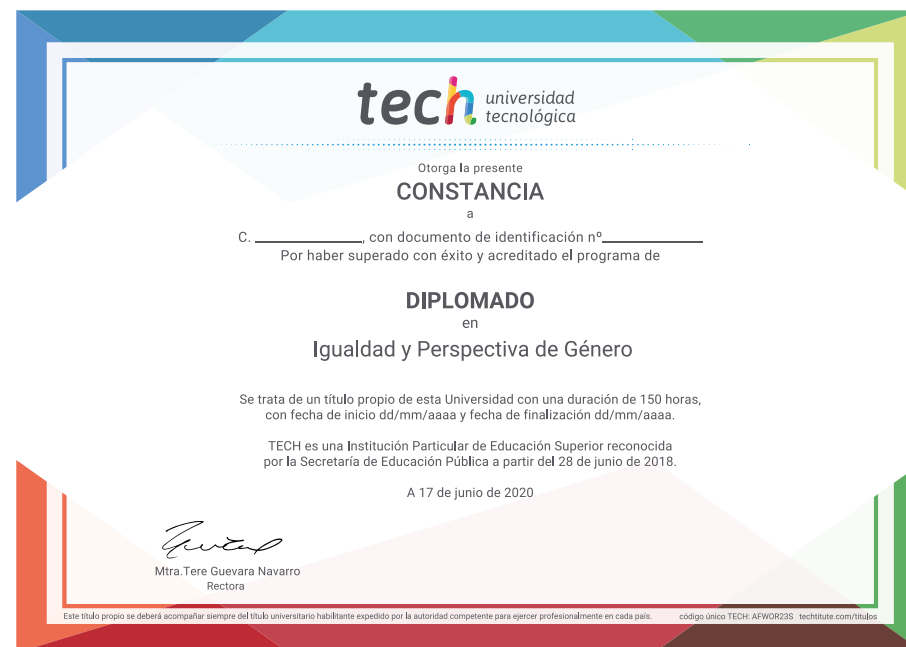 tech universidad
tecnológica
Otorga la presente
CONSTANCIA
a
C. ____________, con documento de identificación nº____________
Por haber superado con éxito y acreditado el programa de
DIPLOMADO
en
Igualdad y Perspectiva de Género
Se trata de un título propio de esta Universidad con una duración de 150 horas,
con fecha de inicio dd/mm/aaaa y fecha de finalización dd/mm/aaaa.
TECH es una Institución Particular de Educación Superior reconocida
por la Secretaría de Educación Pública a partir del 28 de junio de 2018.
A 17 de junio de 2020
Mtra.Tere Guevara Navarro
Rectora
Este título propio se deberá acompañar siempre del título universitario habilitante expedido por la autoridad competente para ejercer profesionalmente en cada país. código único TECH: AFWOR23S techtitute.com/titulos